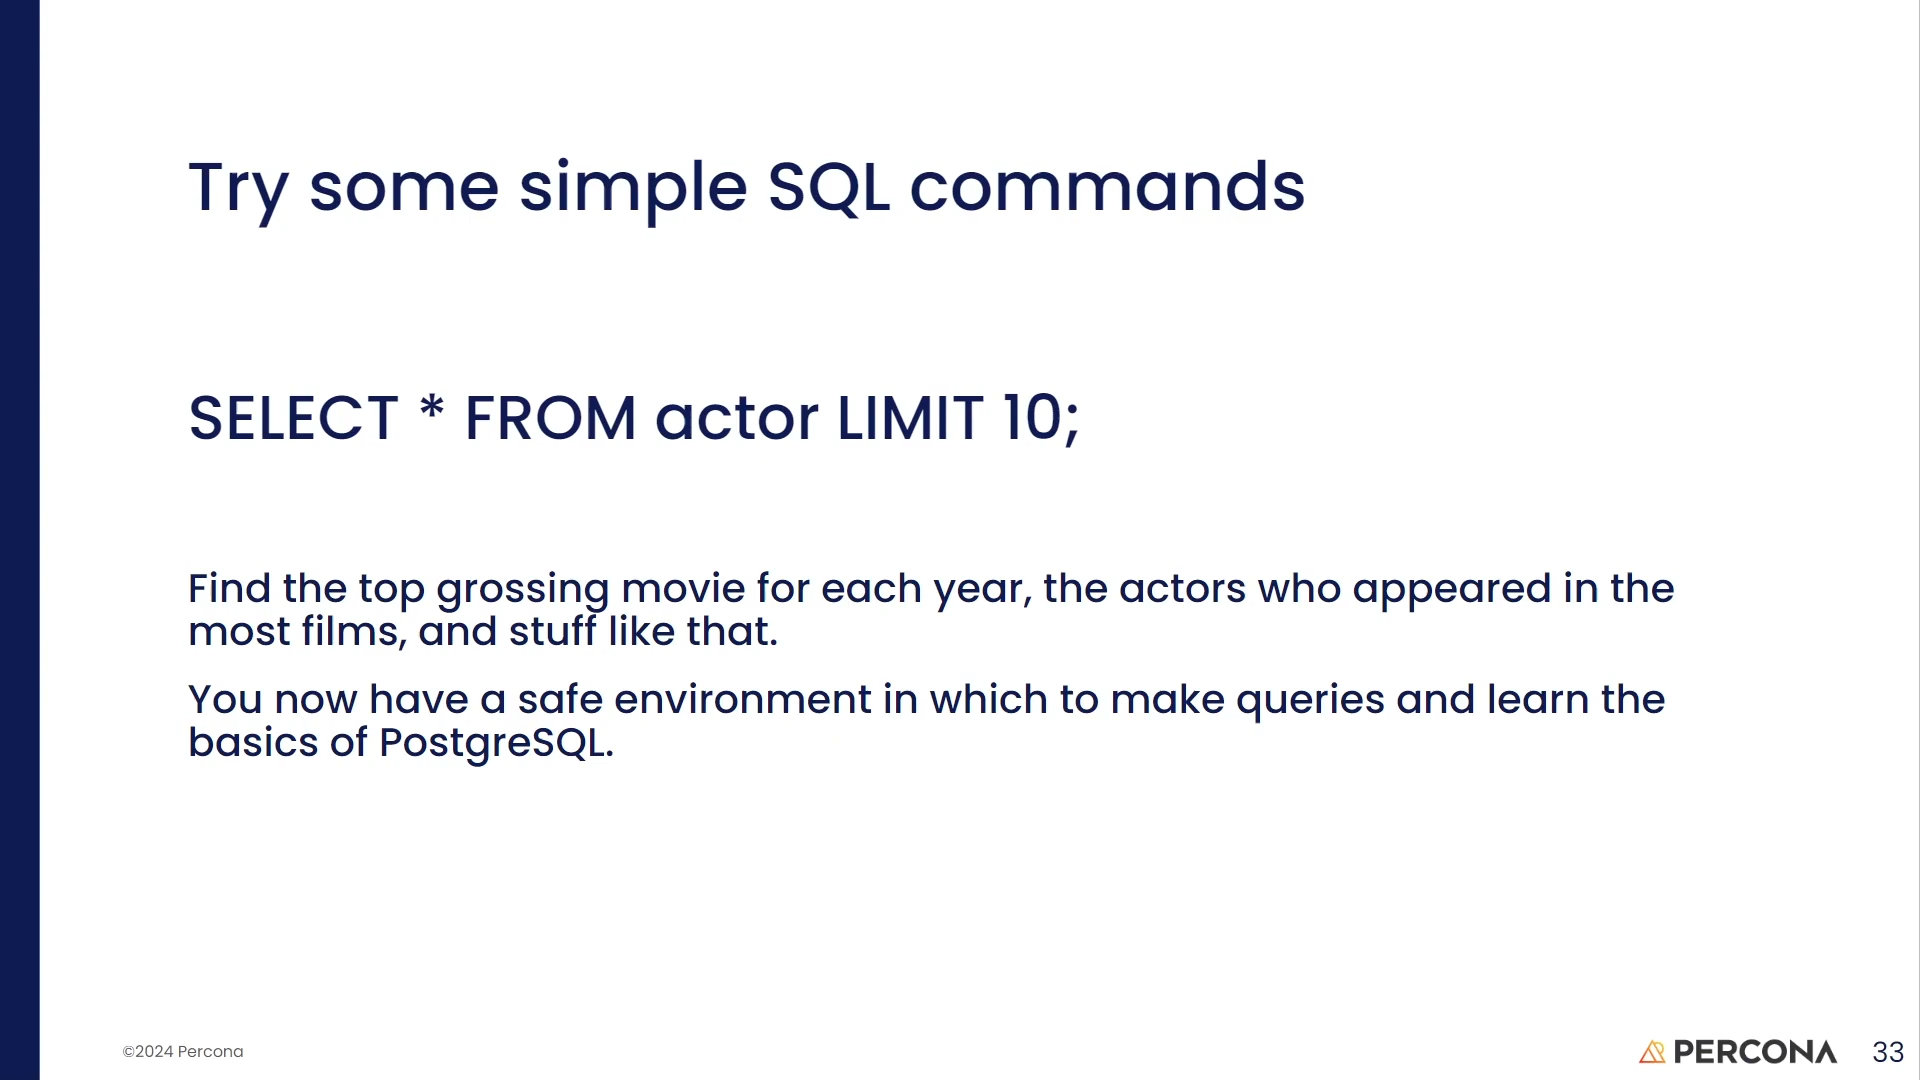 Try some simple SQL commands
SELECT * FROM actor LIMIT 10;
Find the top grossing movie for each year, the actors who appeared in the
most films, and stuff like that.
You now have a safe environment in which to make queries and learn the
basics of PostgreSQL.
©2024 Percona
PERCONA
33